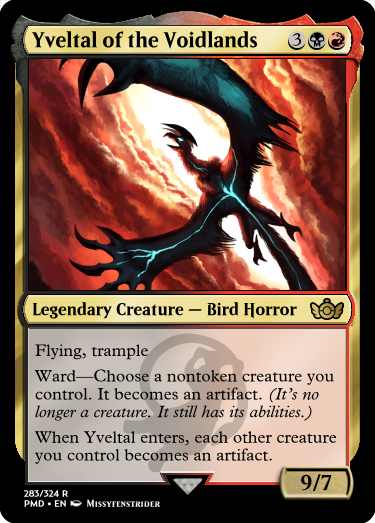 Yveltal of the Voidlands 3
Legendary Creature — Bird Horror
Flying, trample
Ward—Choose a nontoken creature you
control. It becomes an artifact. (It's no
longer a creature. It still has its abilities.)
When Yveltal enters, each other creature
you control becomes an artifact.
9/7
283/324 R
PMD • EN Missyfenstrider